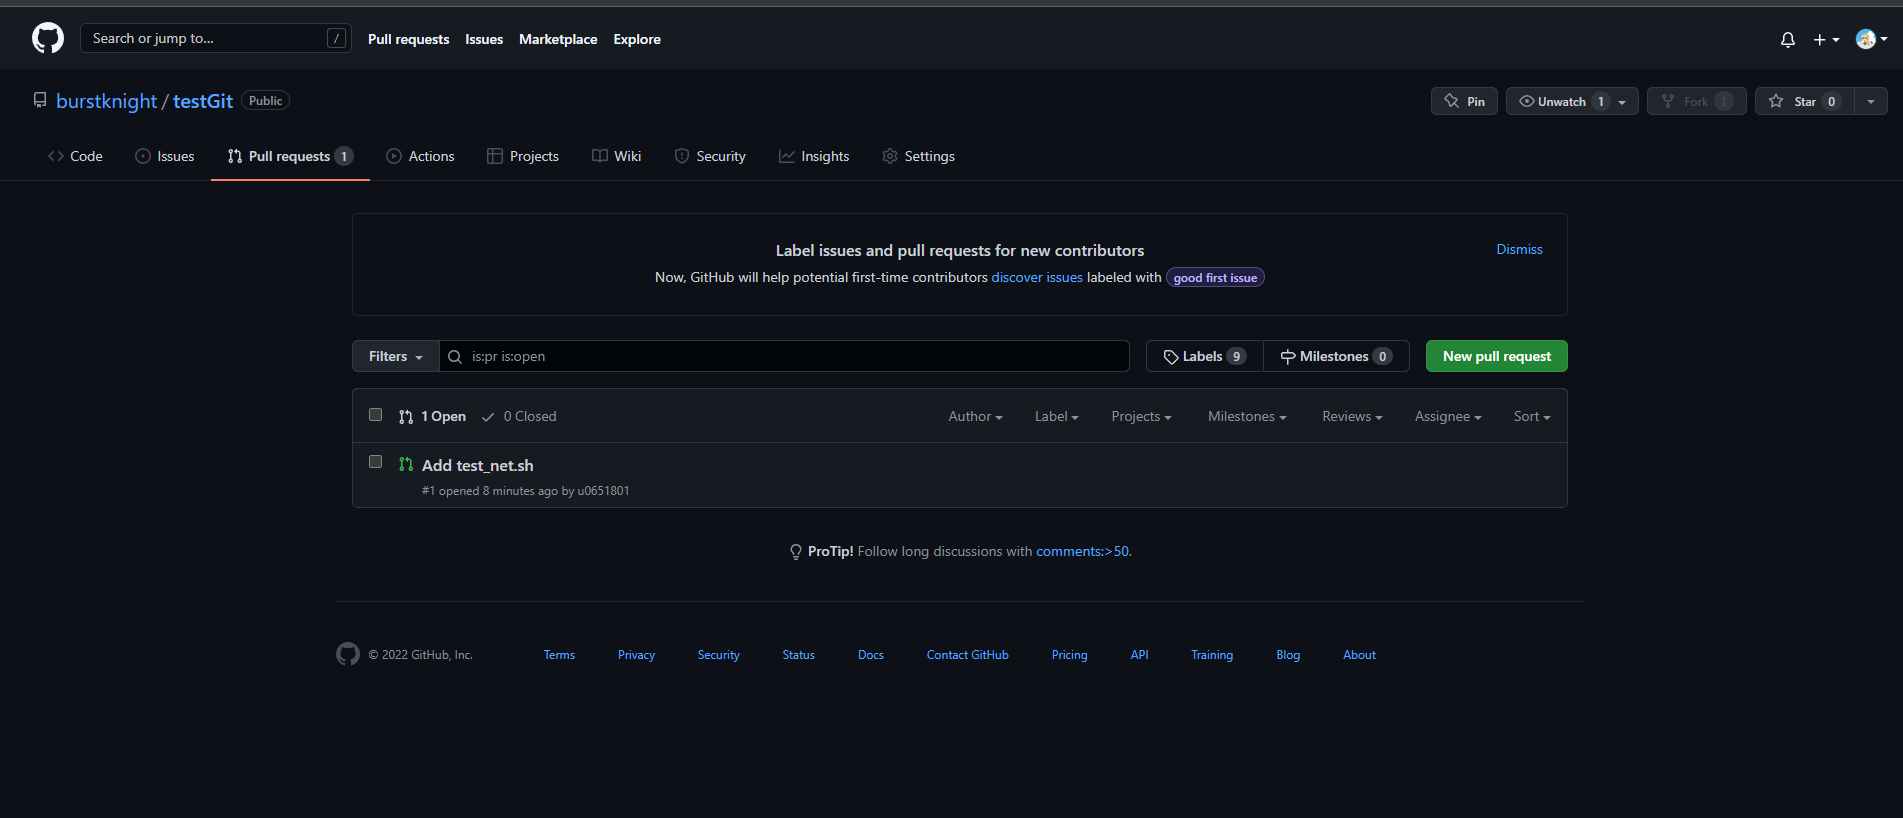 Search or jump to... /
Pull requests Issues Marketplace Explore
burstknight / testGit Public
Pin Unwatch 1 Fork 1 Star 0
Code Issues Pull requests 1 Actions Projects Wiki Security Insights Settings
Label issues and pull requests for new contributors
Dismiss
Now, GitHub will help potential first-time contributors discover issues labeled with good first issue
Filters is:pr is:open Labels 9 Milestones 0 New pull request
1 Open 0 Closed Author Label Projects Milestones Reviews Assignee Sort
Add test_net.sh
#1 opened 8 minutes ago by u0651801
ProTip! Follow long discussions with comments:>50.
© 2022 GitHub, Inc. Terms Privacy Security Status Docs Contact GitHub Pricing API Training Blog About